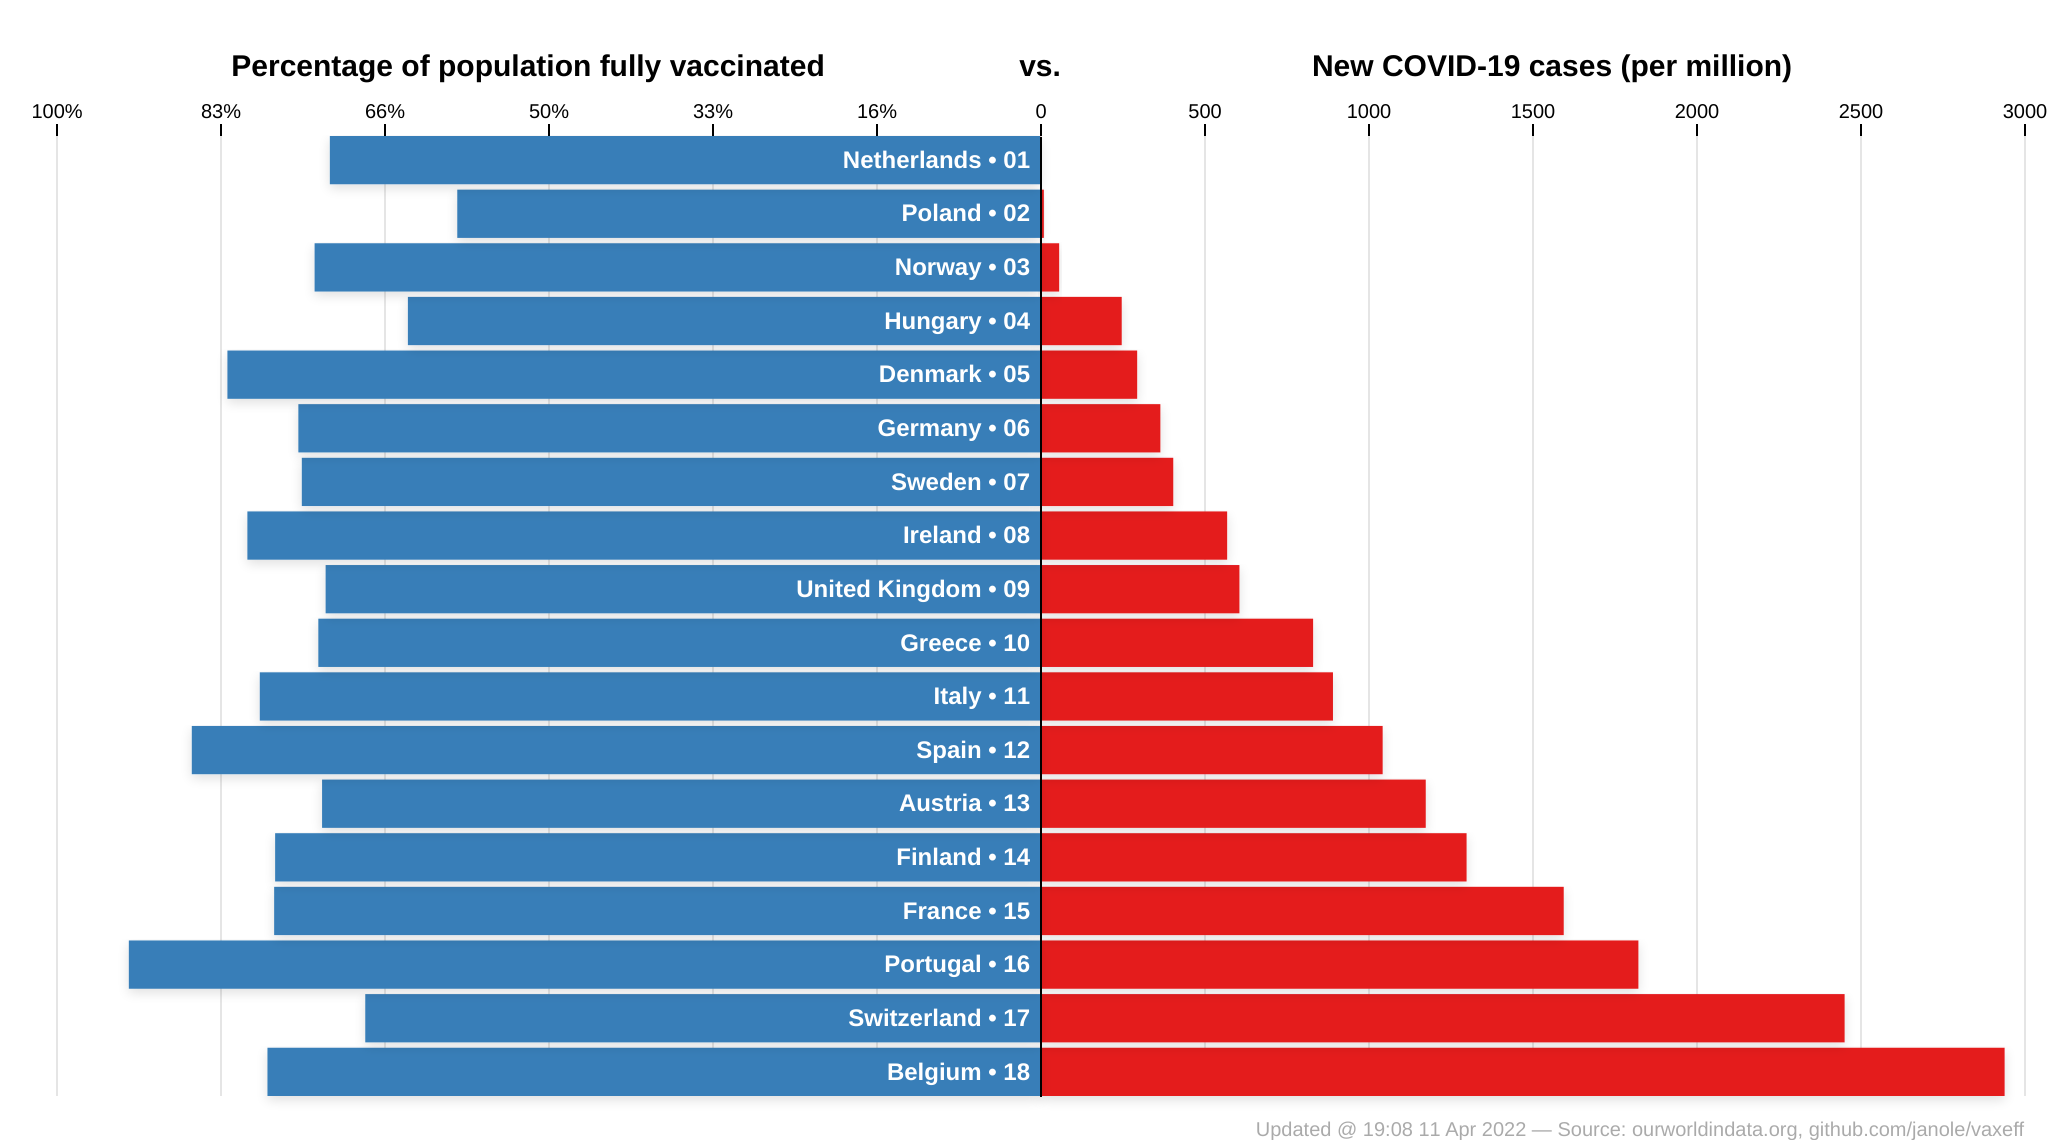 Percentage of population fully vaccinated vs. New COVID-19 cases (per million)
100% 83% 66% 50% 33% 16% 0 500 1000 1500 2000 2500 3000
Netherlands • 01
Poland • 02
Norway • 03
Hungary • 04
Denmark • 05
Germany • 06
Sweden • 07
Ireland • 08
United Kingdom • 09
Greece • 10
Italy • 11
Spain • 12
Austria • 13
Finland • 14
France • 15
Portugal • 16
Switzerland • 17
Belgium • 18
Updated @ 19:08 11 Apr 2022 — Source: ourworldindata.org, github.com/janole/vaxeff